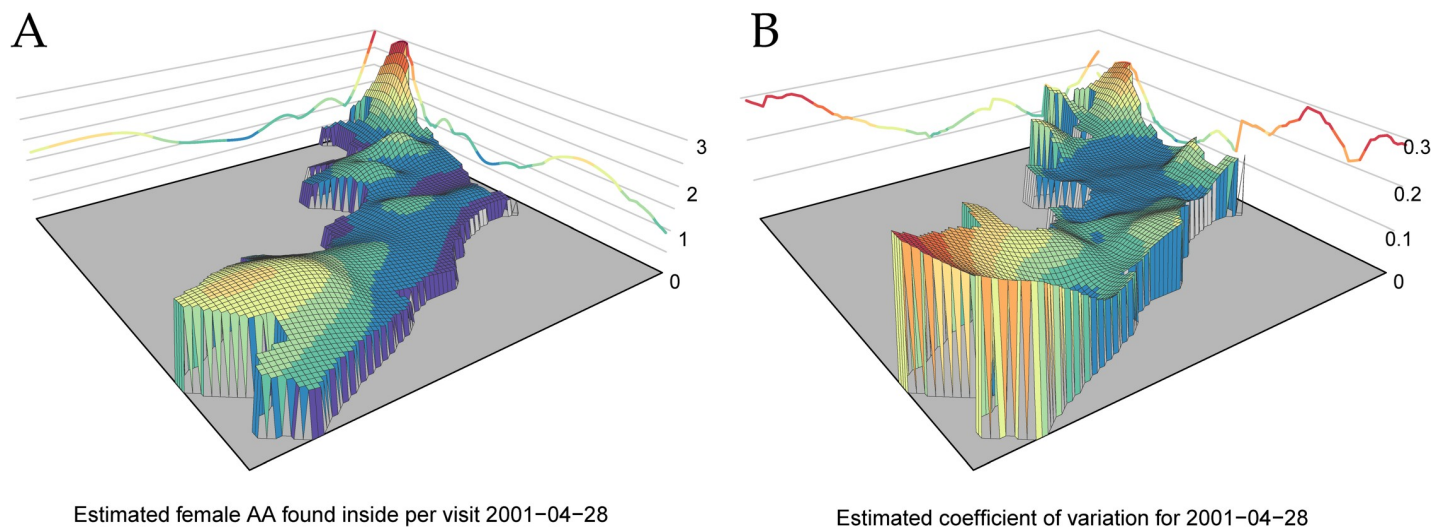 A
B
3
2
1
0
0.3
0.2
0.1
0
Estimated female AA found inside per visit 2001−04−28
Estimated coefficient of variation for 2001−04−28